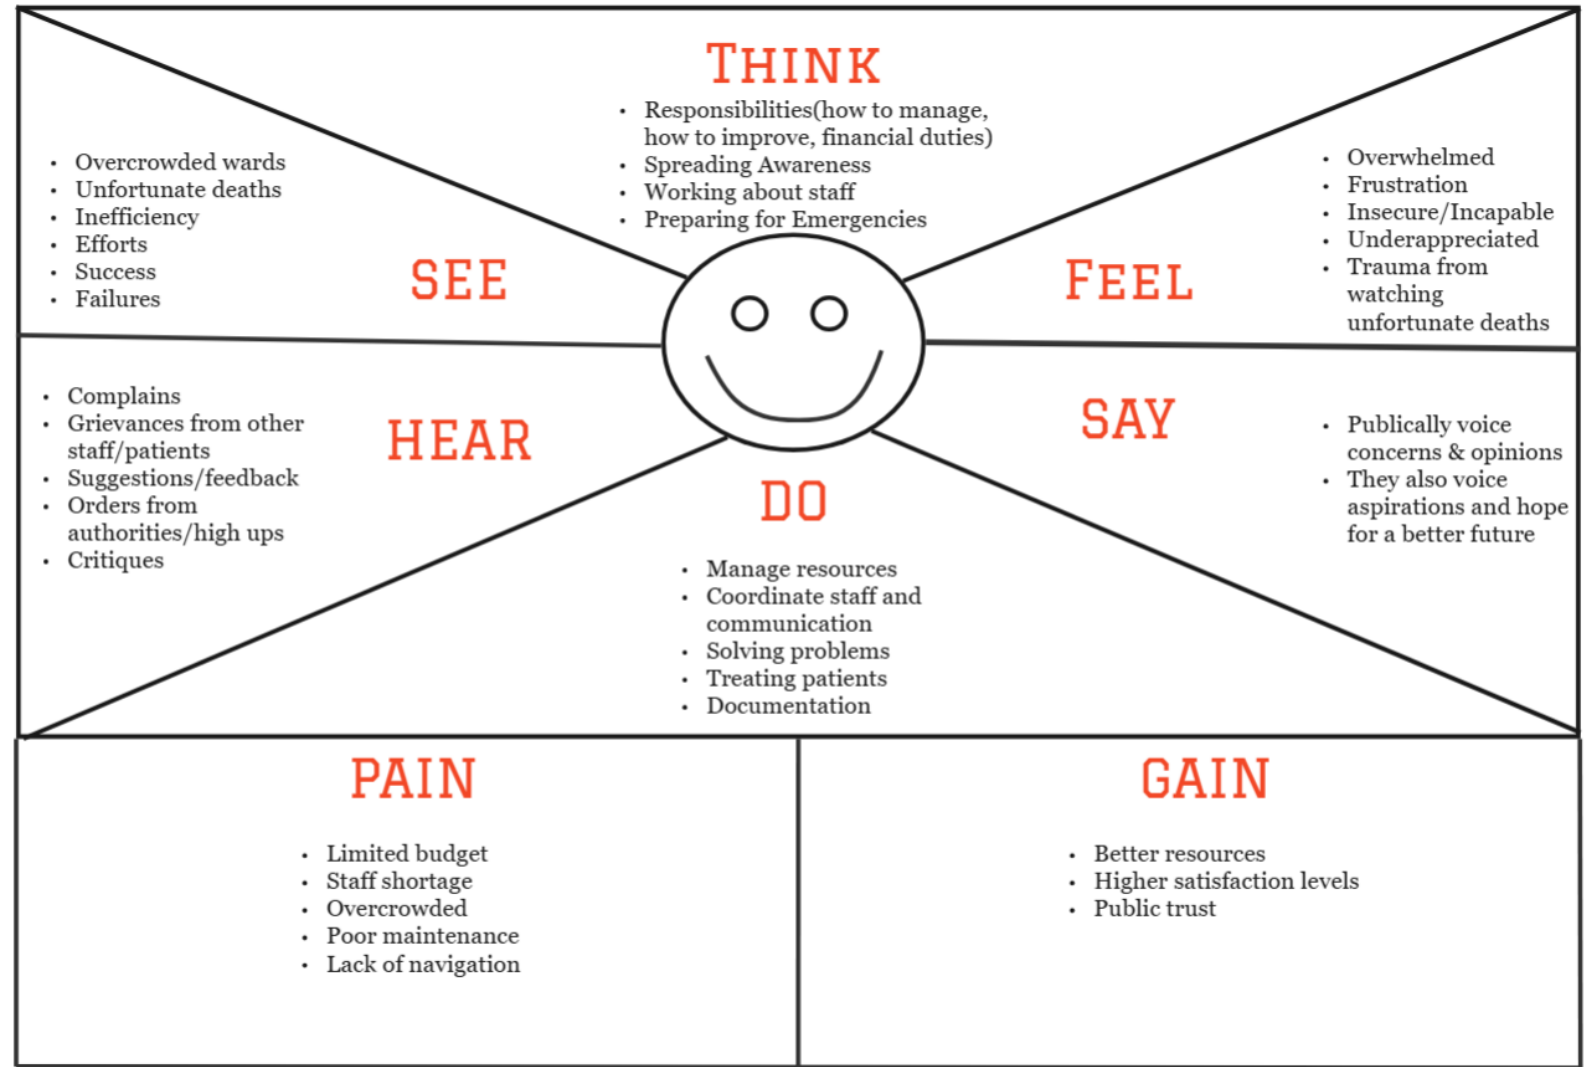 THINK
• Responsibilities(how to manage,
how to improve, financial duties)
• Spreading Awareness
• Working about staff
• Preparing for Emergencies
• Overcrowded wards
• Unfortunate deaths
• Inefficiency
• Efforts
• Success
• Failures
SEE
FEEL
• Overwhelmed
• Frustration
• Insecure/Incapable
• Underappreciated
• Trauma from
watching
unfortunate deaths
• Complains
• Grievances from other
staff/patients
• Suggestions/feedback
• Orders from
authorities/high ups
• Critiques
HEAR
SAY
• Publically voice
concerns & opinions
• They also voice
aspirations and hope
for a better future
DO
• Manage resources
• Coordinate staff and
communication
• Solving problems
• Treating patients
• Documentation
PAIN
• Limited budget
• Staff shortage
• Overcrowded
• Poor maintenance
• Lack of navigation
GAIN
• Better resources
• Higher satisfaction levels
• Public trust